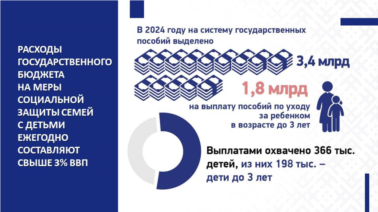 РАСХОДЫ
ГОСУДАРСТВЕННОГО
БЮДЖЕТА
НА МЕРЫ
СОЦИАЛЬНОЙ
ЗАЩИТЫ СЕМЕЙ
С ДЕТЬМИ
ЕЖЕГОДНО
СОСТАВЛЯЮТ
СВЫШЕ 3% ВВП
В 2024 году на систему государственных
пособий выделено
3,4 млрд
1,8 млрд
на выплату пособий по уходу
за ребенком
в возрасте до 3 лет
Выплатами охвачено 366 тыс.
детей, из них 198 тыс. –
дети до 3 лет